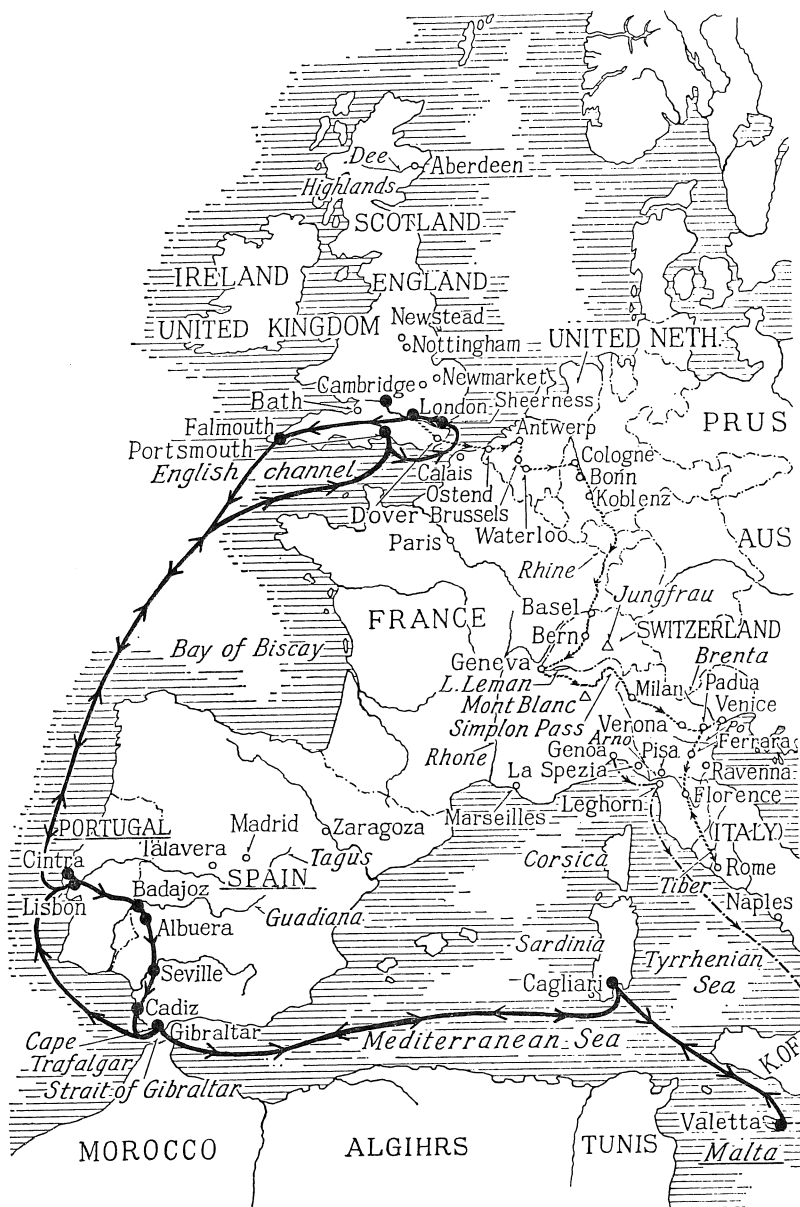 Dee
Aberdeen
Highlands
SCOTLAND
IRELAND
ENGLAND
UNITED KINGDOM
Newstead
Nottingham
UNITED NETH.
Cambridge
Newmarket
Bath
London
Sheerness
PRUS
Falmouth
Antwerp
Portsmouth
English channel
Cologne
Calais
Bonn
Ostend
Koblenz
Dover
Brussels
Paris
Waterloo
AUS
Rhine
Jungfrau
Basel
FRANCE
Bern
SWITZERLAND
Bay of Biscay
Brenta
Geneva
L.Leman
Milan
Padua
Mont Blanc
Venice
Simplon Pass
Verona
Po
Arno
Ferrara
Genoa
Pisa
Rhone
La Spezia
Ravenna
Leghorn
Florence
Marseilles
PORTUGAL
Madrid
Zaragoza
(ITALY)
Talavera
Cintra
Tagus
Corsica
Rome
SPAIN
Tiber
Badajoz
Lisbon
Naples
Guadiana
Albuera
Sardinia
Tyrrhenian
Sea
Seville
Cagliari
Cadiz
Gibraltar
Cape
Trafalgar
Mediterranean Sea
K.OF
Strait of Gibraltar
Valetta
MOROCCO
ALGIHRS
TUNIS
Malta